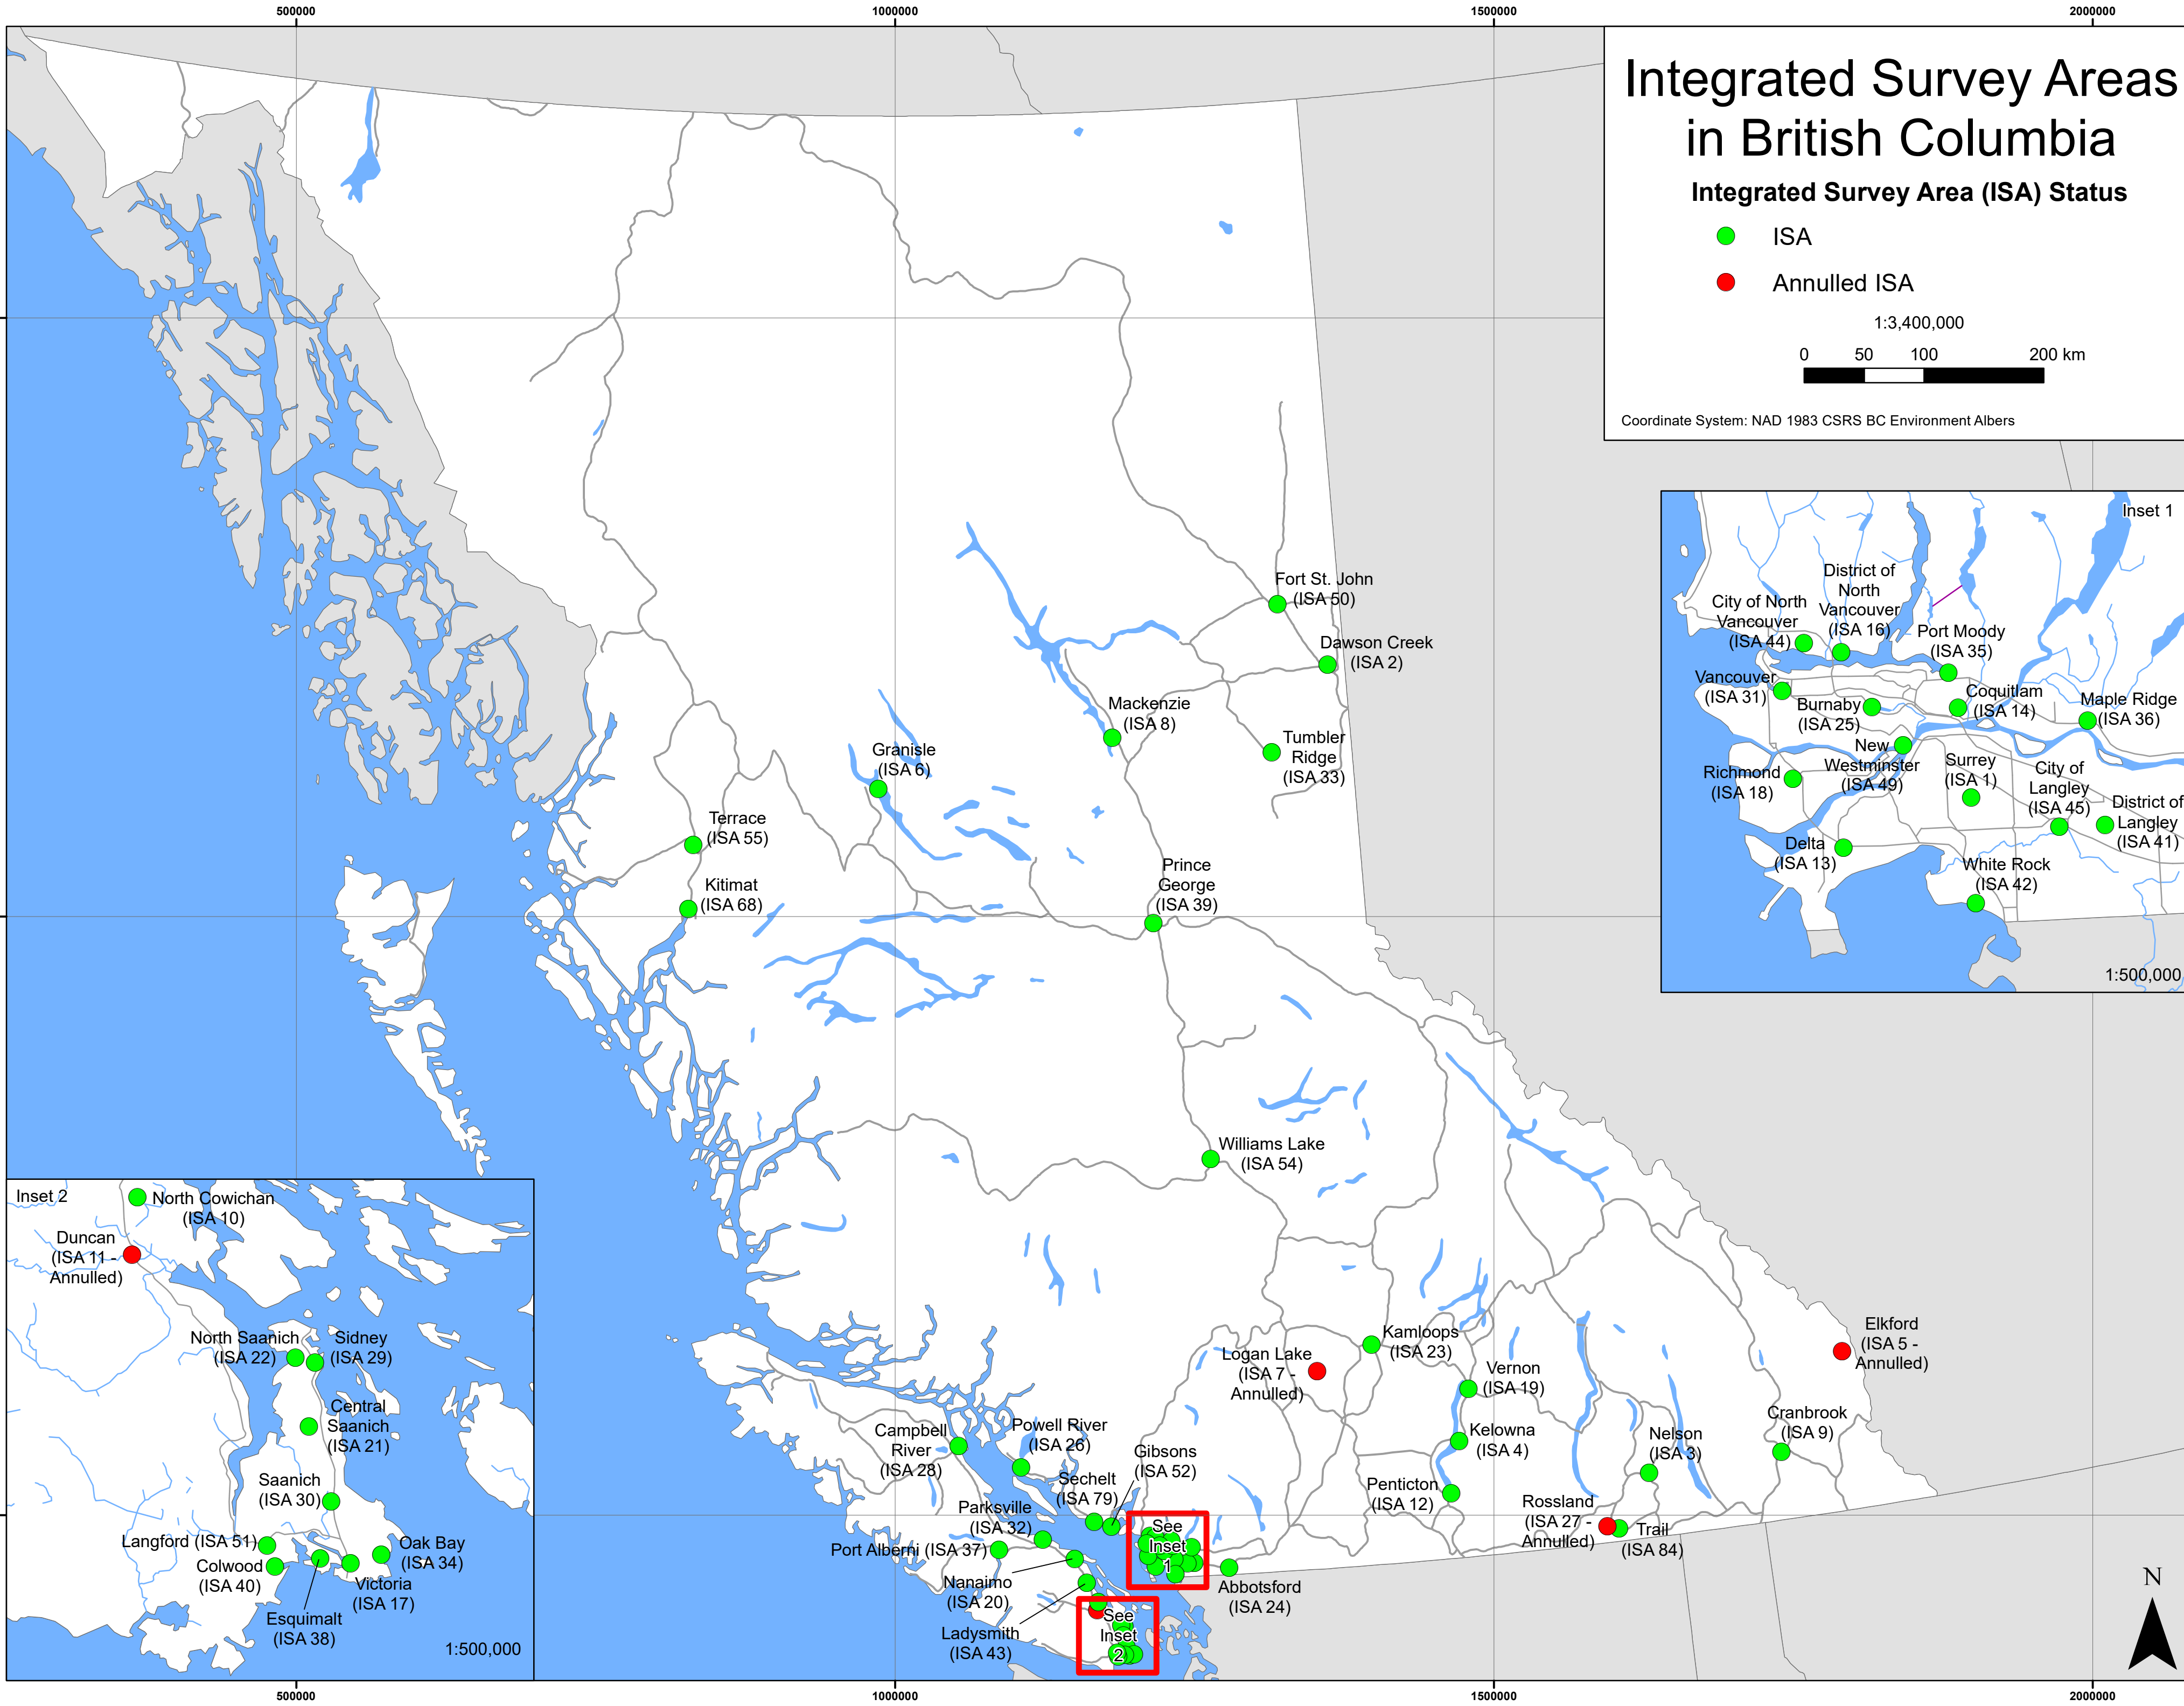 500000
1000000
1500000
2000000
Integrated Survey Areas
in British Columbia
Integrated Survey Area (ISA) Status
ISA
Annulled ISA
1:3,400,000
0 50 100 200 km
Coordinate System: NAD 1983 CSRS BC Environment Albers
Inset 1
District of
North
Vancouver
(ISA 16)
City of North
Vancouver
(ISA 44)
Port Moody
(ISA 35)
Vancouver
(ISA 31)
Coquitlam
(ISA 14)
Burnaby
(ISA 25)
Maple Ridge
(ISA 36)
New
Westminster
(ISA 49)
Richmond
(ISA 18)
Surrey
(ISA 1)
City of
Langley
(ISA 45)
District of
Langley
(ISA 41)
Delta
(ISA 13)
White Rock
(ISA 42)
1:500,000
Fort St. John
(ISA 50)
Dawson Creek
(ISA 2)
Mackenzie
(ISA 8)
Tumbler
Ridge
(ISA 33)
Granisle
(ISA 6)
Terrace
(ISA 55)
Kitimat
(ISA 68)
Prince
George
(ISA 39)
Williams Lake
(ISA 54)
Inset 2
North Cowichan
(ISA 10)
Duncan
(ISA 11 -
Annulled)
North Saanich
(ISA 22)
Sidney
(ISA 29)
Central
Saanich
(ISA 21)
Saanich
(ISA 30)
Langford (ISA 51)
Colwood
(ISA 40)
Oak Bay
(ISA 34)
Victoria
(ISA 17)
Esquimalt
(ISA 38)
1:500,000
Kamloops
(ISA 23)
Logan Lake
(ISA 7 -
Annulled)
Vernon
(ISA 19)
Elkford
(ISA 5 -
Annulled)
Kelowna
(ISA 4)
Cranbrook
(ISA 9)
Nelson
(ISA 3)
Penticton
(ISA 12)
Rossland
(ISA 27 -
Annulled)
Trail
(ISA 84)
Campbell
River
(ISA 28)
Powell River
(ISA 26)
Gibsons
(ISA 52)
Sechelt
(ISA 79)
Parksville
(ISA 32)
Port Alberni (ISA 37)
See
Inset
1
Nanaimo
(ISA 20)
Abbotsford
(ISA 24)
Ladysmith
(ISA 43)
See
Inset
2
N
500000
1000000
1500000
2000000